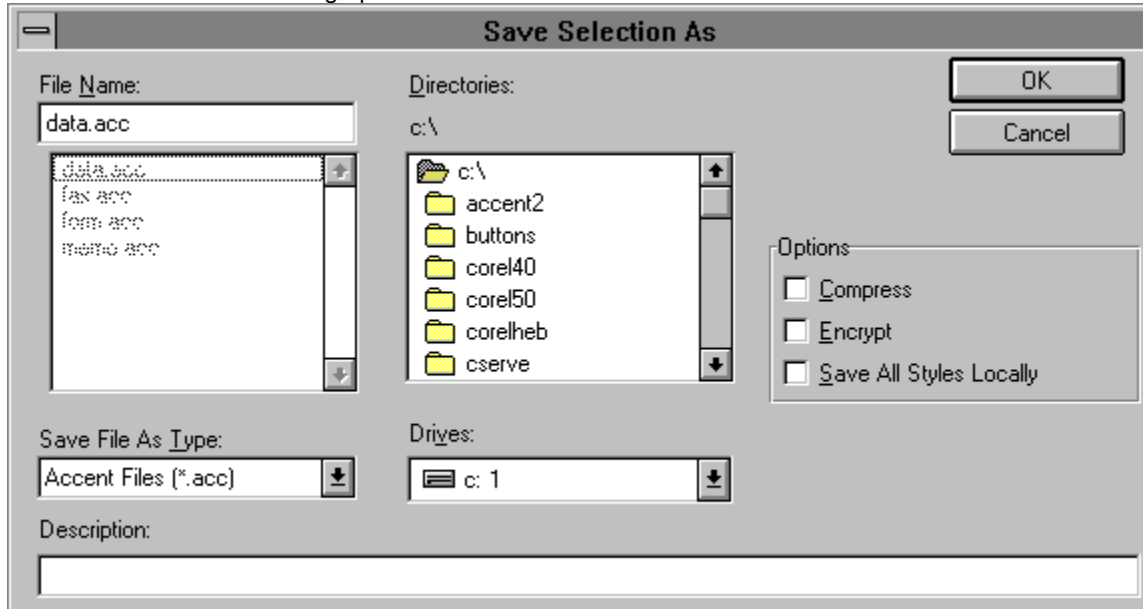 Save Selection As
File Name:
data.acc
data.acc
fax.acc
form.acc
memo.acc
Save File As Type:
Accent Files (*.acc)
Directories:
c:\
c:\
accent2
buttons
corel40
corel50
corelheb
cserve
Drives:
c: 1
OK
Cancel
Options
Compress
Encrypt
Save All Styles Locally
Description: